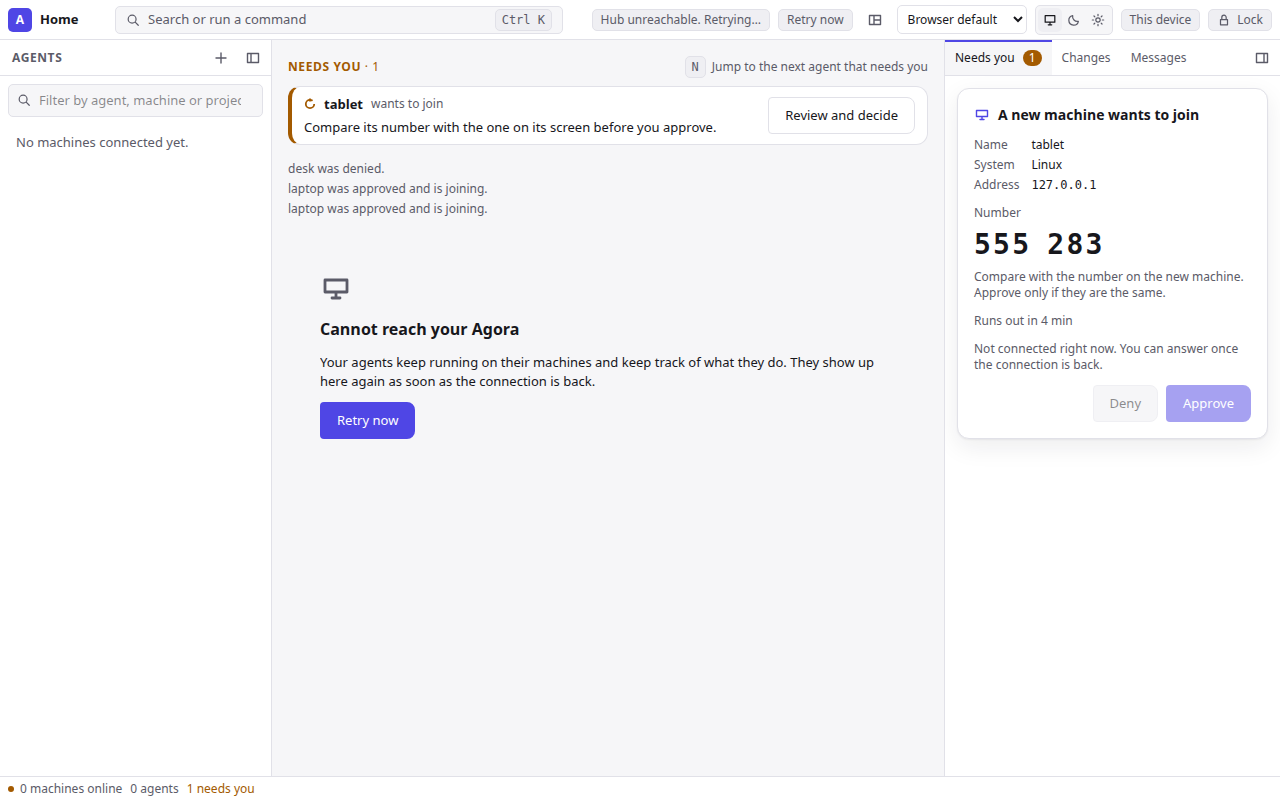 A Home
Search or run a command Ctrl K
Hub unreachable. Retrying...
Retry now
Browser default
This device
Lock
AGENTS
Filter by agent, machine or projec
No machines connected yet.
NEEDS YOU · 1
N Jump to the next agent that needs you
tablet wants to join
Compare its number with the one on its screen before you approve.
Review and decide
desk was denied.
laptop was approved and is joining.
laptop was approved and is joining.
Cannot reach your Agora
Your agents keep running on their machines and keep track of what they do. They show up
here again as soon as the connection is back.
Retry now
Needs you 1 Changes Messages
A new machine wants to join
Name tablet
System Linux
Address 127.0.0.1
Number
555 283
Compare with the number on the new machine.
Approve only if they are the same.
Runs out in 4 min
Not connected right now. You can answer once
the connection is back.
Deny Approve
0 machines online 0 agents 1 needs you